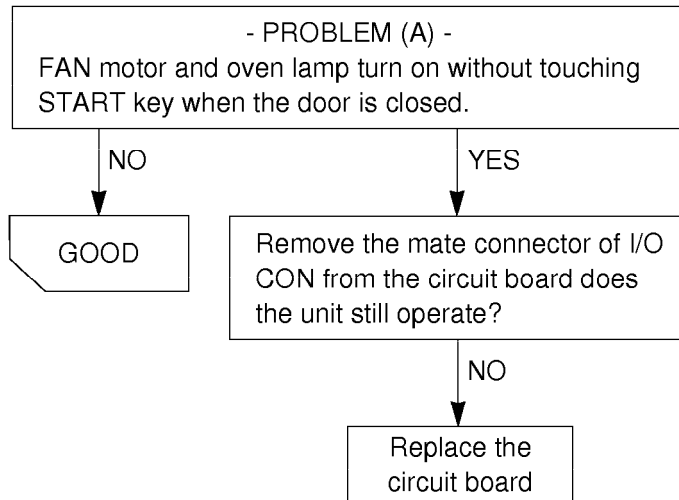 - PROBLEM (A) -
FAN motor and oven lamp turn on without touching
START key when the door is closed.
NO
YES
GOOD
Remove the mate connector of I/O
CON from the circuit board does
the unit still operate?
NO
Replace the
circuit board